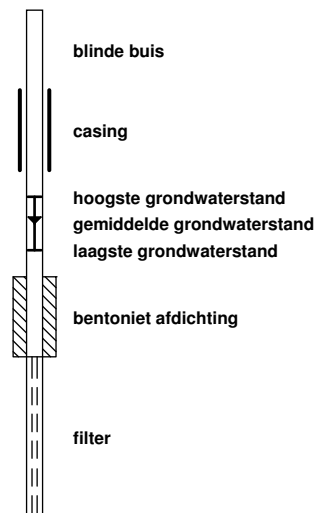 blinde buis
casing
hoogste grondwaterstand
gemiddelde grondwaterstand
laagste grondwaterstand
bentoniet afdichting
filter